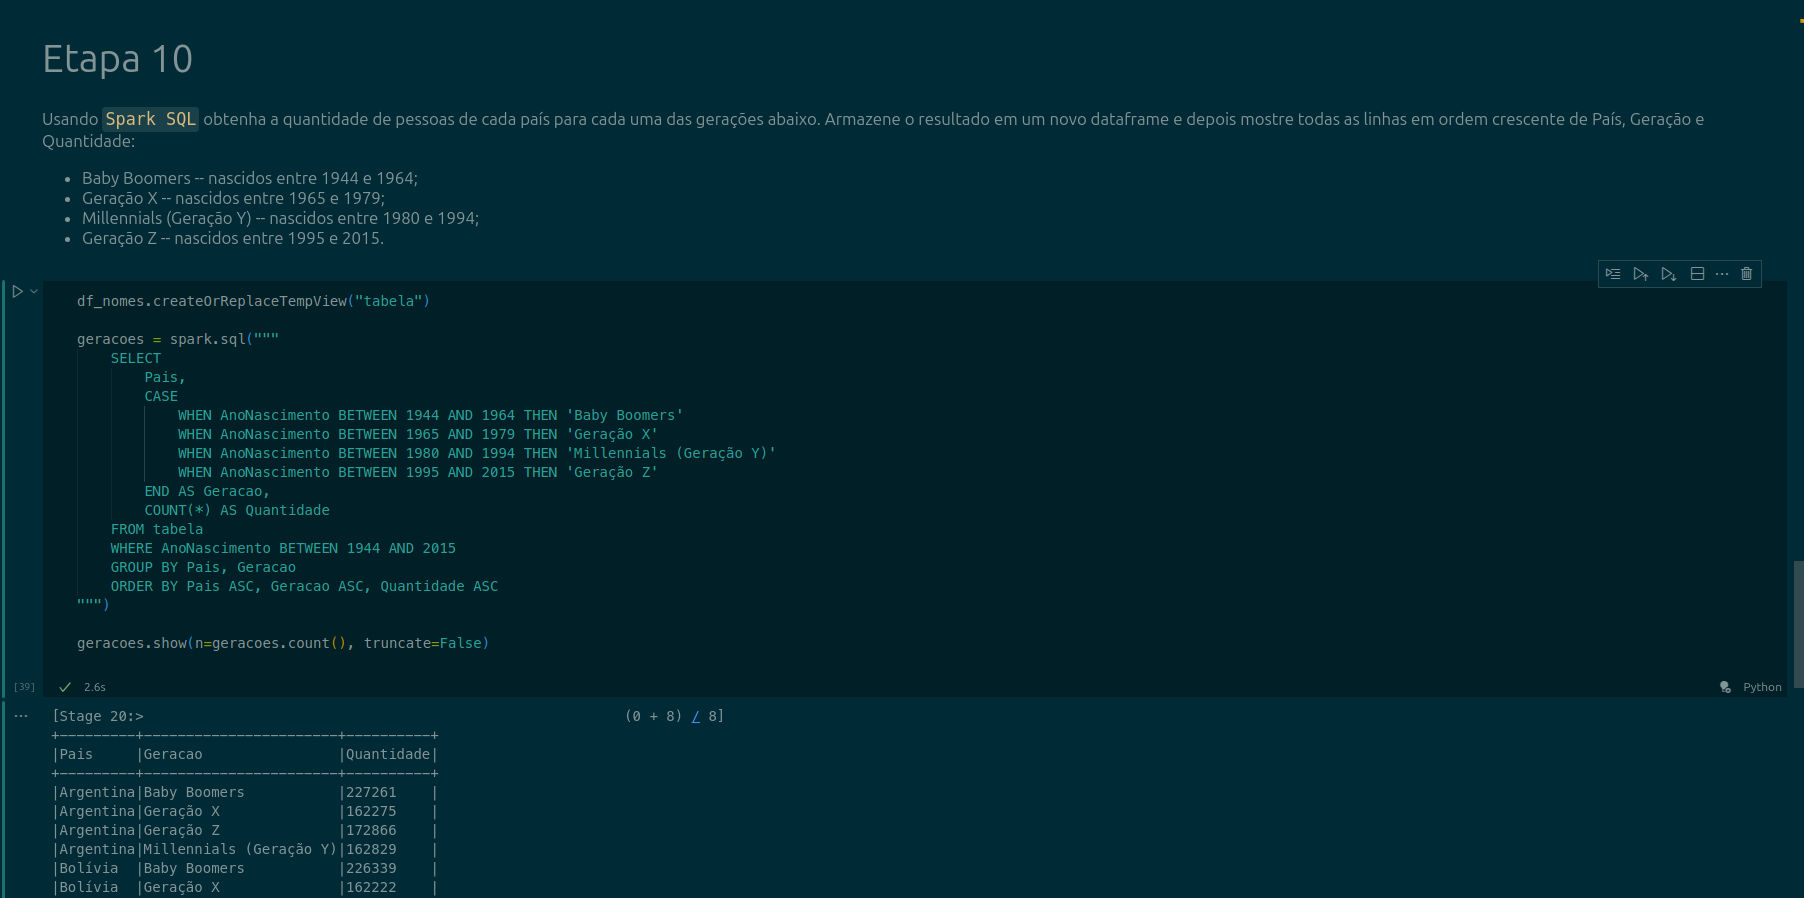 Etapa 10
Usando Spark SQL obtenha a quantidade de pessoas de cada país para cada uma das gerações abaixo. Armazene o resultado em um novo dataframe e depois mostre todas as linhas em ordem crescente de País, Geração e
Quantidade:
• Baby Boomers -- nascidos entre 1944 e 1964;
• Geração X -- nascidos entre 1965 e 1979;
• Millennials (Geração Y) -- nascidos entre 1980 e 1994;
• Geração Z -- nascidos entre 1995 e 2015.
df_nomes.createOrReplaceTempView("tabela")
geracoes = spark.sql("""
    SELECT
        Pais,
        CASE
            WHEN AnoNascimento BETWEEN 1944 AND 1964 THEN 'Baby Boomers'
            WHEN AnoNascimento BETWEEN 1965 AND 1979 THEN 'Geração X'
            WHEN AnoNascimento BETWEEN 1980 AND 1994 THEN 'Millennials (Geração Y)'
            WHEN AnoNascimento BETWEEN 1995 AND 2015 THEN 'Geração Z'
        END AS Geracao,
        COUNT(*) AS Quantidade
    FROM tabela
    WHERE AnoNascimento BETWEEN 1944 AND 2015
    GROUP BY Pais, Geracao
    ORDER BY Pais ASC, Geracao ASC, Quantidade ASC
""")
geracoes.show(n=geracoes.count(), truncate=False)
[39] 2.6s Python
[Stage 20:> (0 + 8) / 8]
+---------+-----------------------+----------+
|Pais     |Geracao                |Quantidade|
+---------+-----------------------+----------+
|Argentina|Baby Boomers           |227261    |
|Argentina|Geração X              |162275    |
|Argentina|Geração Z              |172866    |
|Argentina|Millennials (Geração Y)|162829    |
|Bolívia  |Baby Boomers           |226339    |
|Bolívia  |Geração X              |162222    |